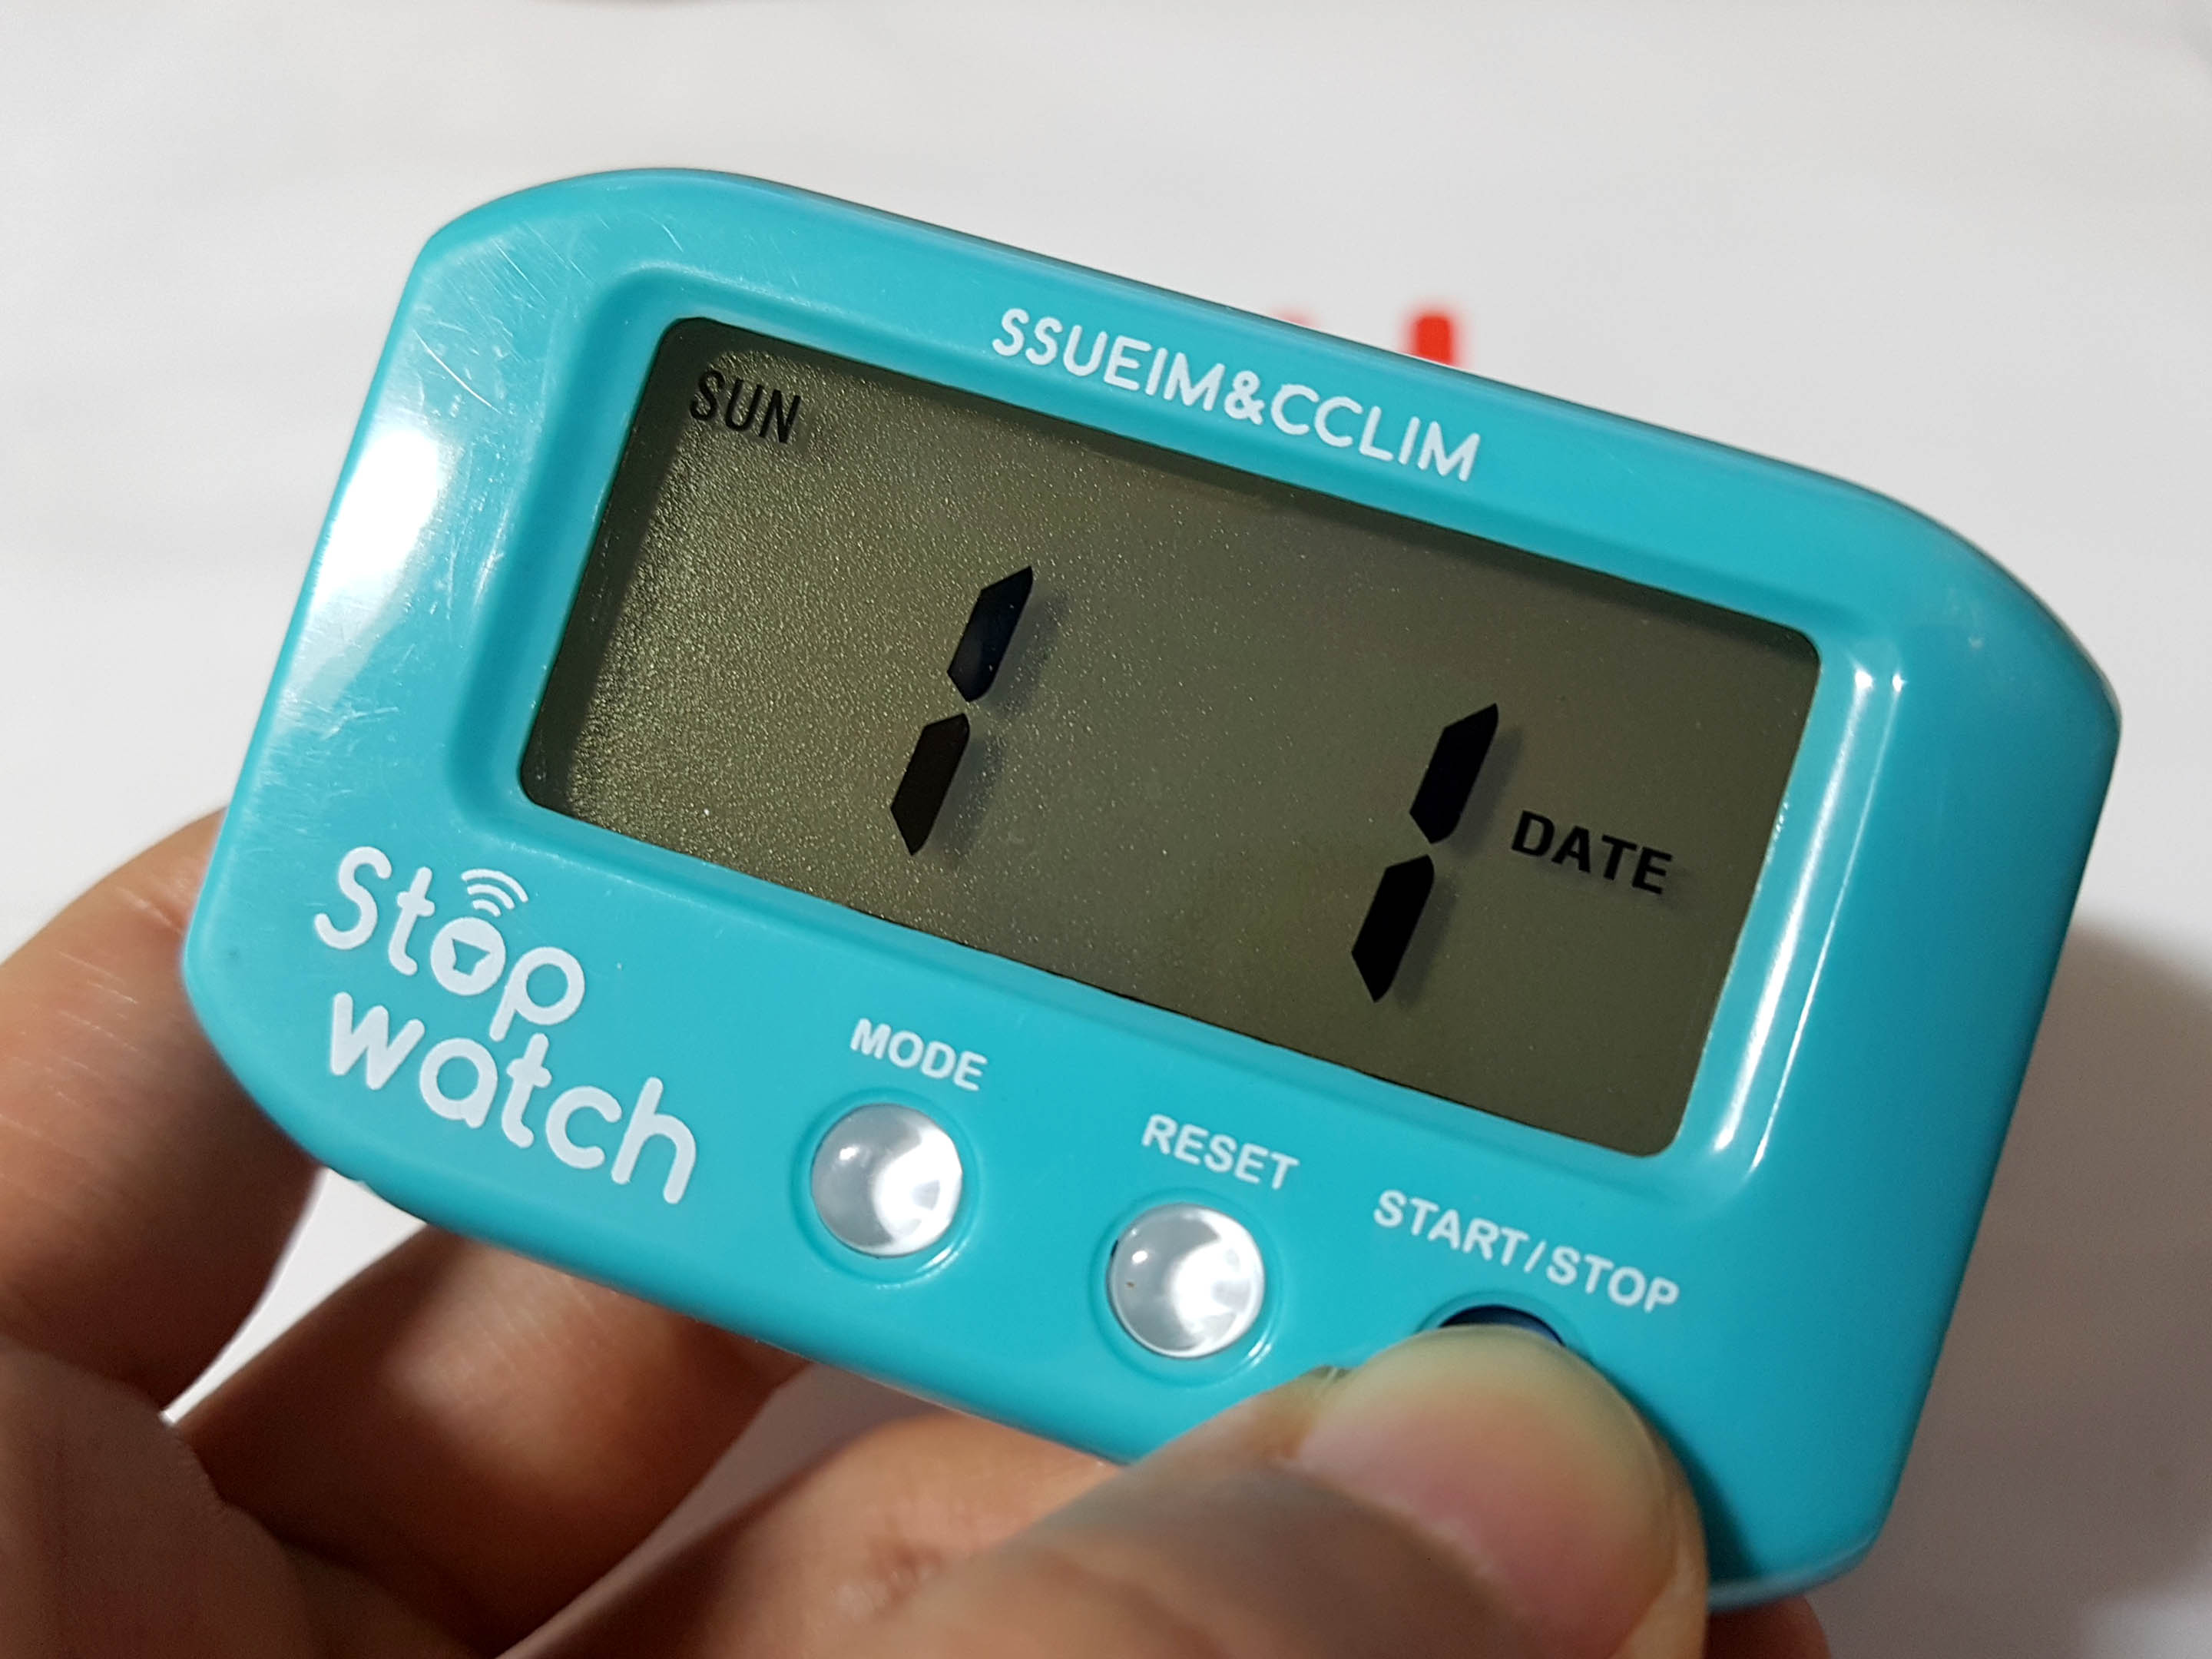 SSUEIM&CCLIM
SUN
1 1 DATE
Stop
watch
MODE
RESET
START/STOP